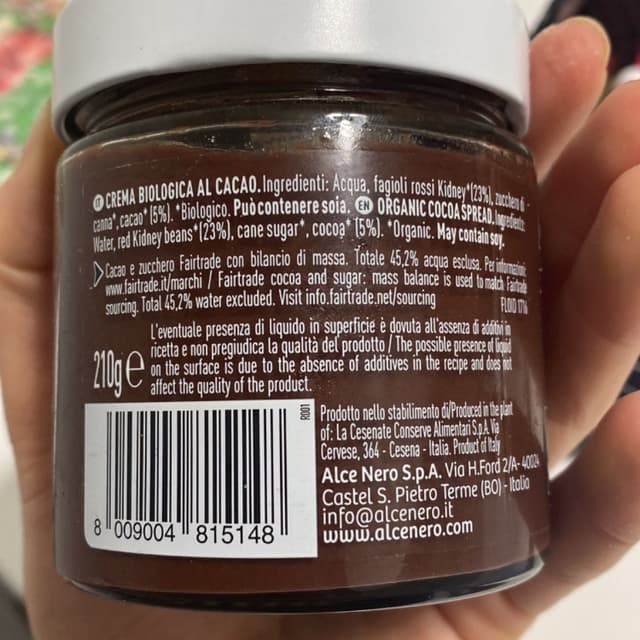 IT CREMA BIOLOGICA AL CACAO. Ingredienti: Acqua, fagioli rossi Kidney* (23%), zucchero di
canna*, cacao* (5%). *Biologico. Può contenere soia. EN ORGANIC COCOA SPREAD. Ingredients:
Water, red Kidney beans* (23%), cane sugar*, cocoa* (5%). *Organic. May contain soy.
Cacao e zucchero Fairtrade con bilancio di massa. Totale 45,2% acqua esclusa. Per informazioni:
www.fairtrade.it/marchi / Fairtrade cocoa and sugar: mass balance is used to match Fairtrade
sourcing. Total 45,2% water excluded. Visit info.fairtrade.net/sourcing
FLOID 1716
L'eventuale presenza di liquido in superficie è dovuta all'assenza di additivi in
ricetta e non pregiudica la qualità del prodotto / The possible presence of liquid
on the surface is due to the absence of additives in the recipe and does not
affect the quality of the product.
210g e
R001
8 009004 815148
Prodotto nello stabilimento di/Produced in the plant
of: La Cesenate Conserve Alimentari S.p.A. Via
Cervese, 364 - Cesena - Italia. Product of Italy
Alce Nero S.p.A. Via H.Ford 2/A- 40024
Castel S. Pietro Terme (BO) - Italia
info@alcenero.it
www.alcenero.com